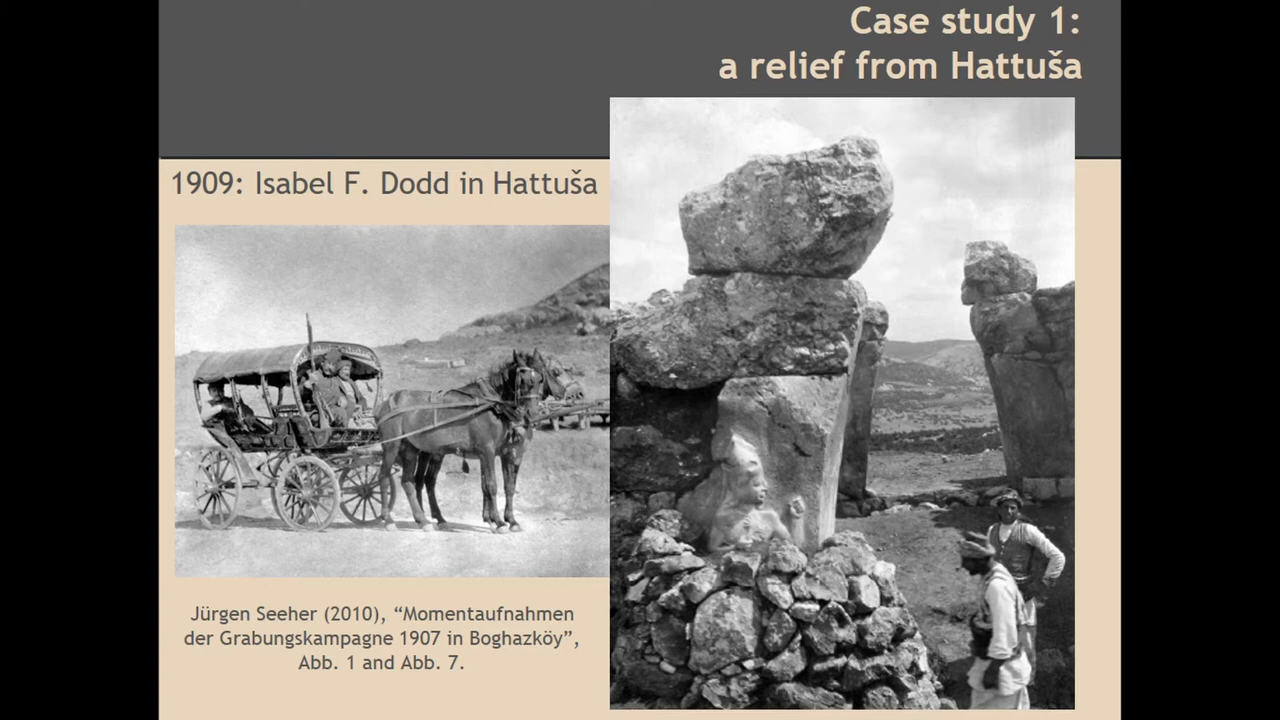 Case study 1:
a relief from Hattuša
1909: Isabel F. Dodd in Hattuša
Jürgen Seeher (2010), “Momentaufnahmen
der Grabungskampagne 1907 in Boghazköy”,
Abb. 1 and Abb. 7.